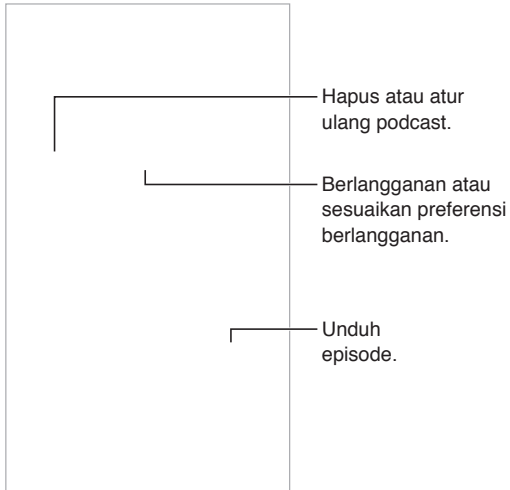 Hapus atau atur
ulang podcast.
Berlangganan atau
sesuaikan preferensi
berlangganan.
Unduh
episode.